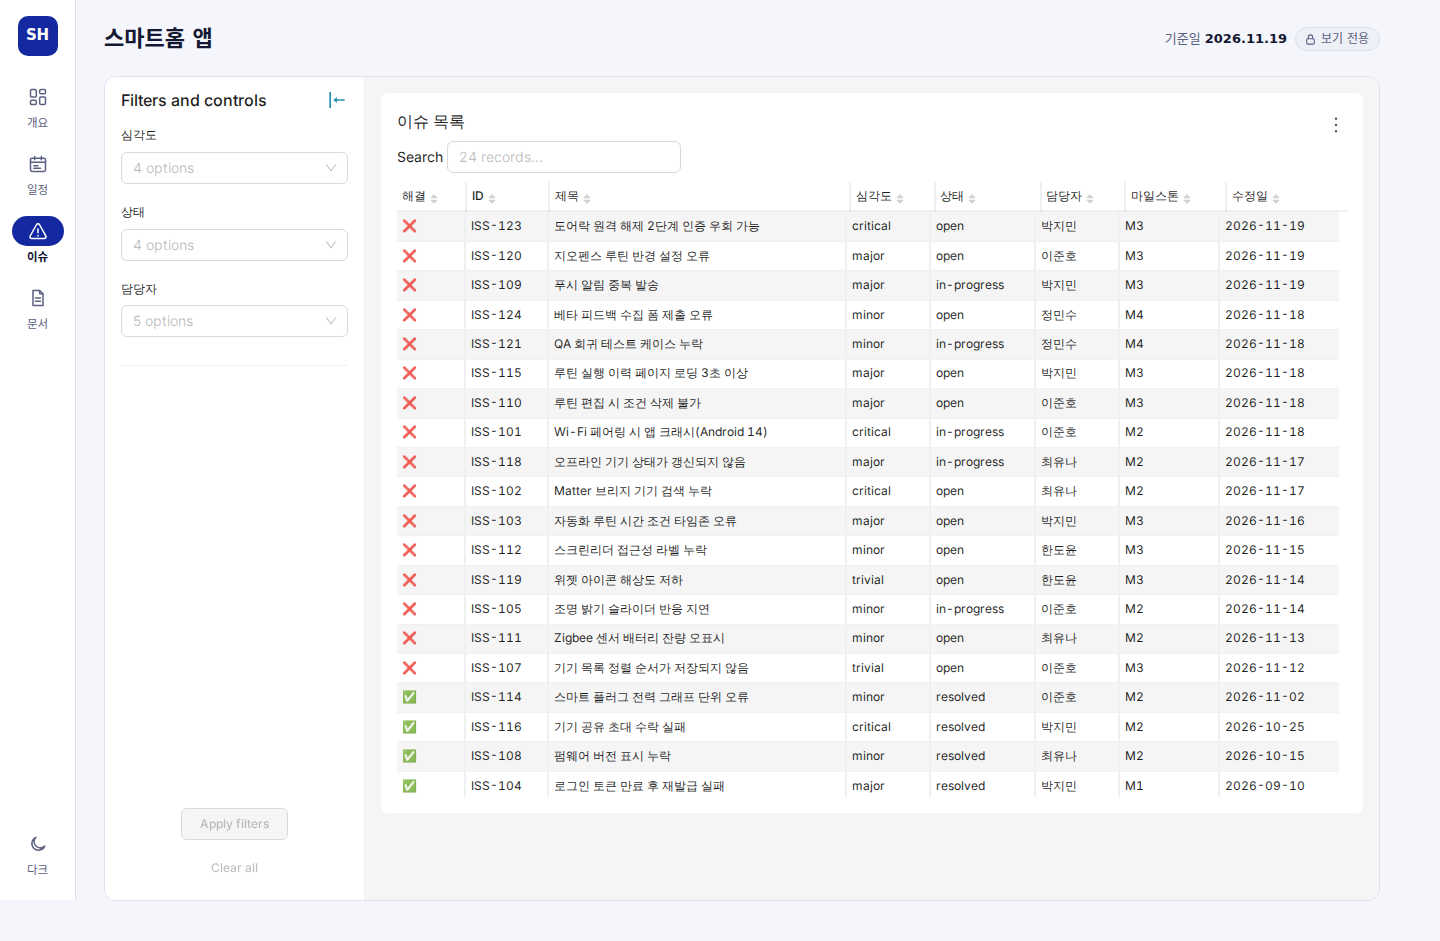 SH
개요
일정
이슈
문서
다크
스마트홈 앱
기준일 2026.11.19 보기 전용
Filters and controls
심각도
4 options
상태
4 options
담당자
5 options
Apply filters
Clear all
이슈 목록
Search 24 records...
해결 ID 제목 심각도 상태 담당자 마일스톤 수정일
❌ ISS-123 도어락 원격 해제 2단계 인증 우회 가능 critical open 박지민 M3 2026-11-19
❌ ISS-120 지오펜스 루틴 반경 설정 오류 major open 이준호 M3 2026-11-19
❌ ISS-109 푸시 알림 중복 발송 major in-progress 박지민 M3 2026-11-19
❌ ISS-124 베타 피드백 수집 폼 제출 오류 minor open 정민수 M4 2026-11-18
❌ ISS-121 QA 회귀 테스트 케이스 누락 minor in-progress 정민수 M4 2026-11-18
❌ ISS-115 루틴 실행 이력 페이지 로딩 3초 이상 major open 박지민 M3 2026-11-18
❌ ISS-110 루틴 편집 시 조건 삭제 불가 major open 이준호 M3 2026-11-18
❌ ISS-101 Wi-Fi 페어링 시 앱 크래시(Android 14) critical in-progress 이준호 M2 2026-11-18
❌ ISS-118 오프라인 기기 상태가 갱신되지 않음 major in-progress 최유나 M2 2026-11-17
❌ ISS-102 Matter 브리지 기기 검색 누락 critical open 최유나 M2 2026-11-17
❌ ISS-103 자동화 루틴 시간 조건 타임존 오류 major open 박지민 M3 2026-11-16
❌ ISS-112 스크린리더 접근성 라벨 누락 minor open 한도윤 M3 2026-11-15
❌ ISS-119 위젯 아이콘 해상도 저하 trivial open 한도윤 M3 2026-11-14
❌ ISS-105 조명 밝기 슬라이더 반응 지연 minor in-progress 이준호 M2 2026-11-14
❌ ISS-111 Zigbee 센서 배터리 잔량 오표시 minor open 최유나 M2 2026-11-13
❌ ISS-107 기기 목록 정렬 순서가 저장되지 않음 trivial open 이준호 M3 2026-11-12
✅ ISS-114 스마트 플러그 전력 그래프 단위 오류 minor resolved 이준호 M2 2026-11-02
✅ ISS-116 기기 공유 초대 수락 실패 critical resolved 박지민 M2 2026-10-25
✅ ISS-108 펌웨어 버전 표시 누락 minor resolved 최유나 M2 2026-10-15
✅ ISS-104 로그인 토큰 만료 후 재발급 실패 major resolved 박지민 M1 2026-09-10